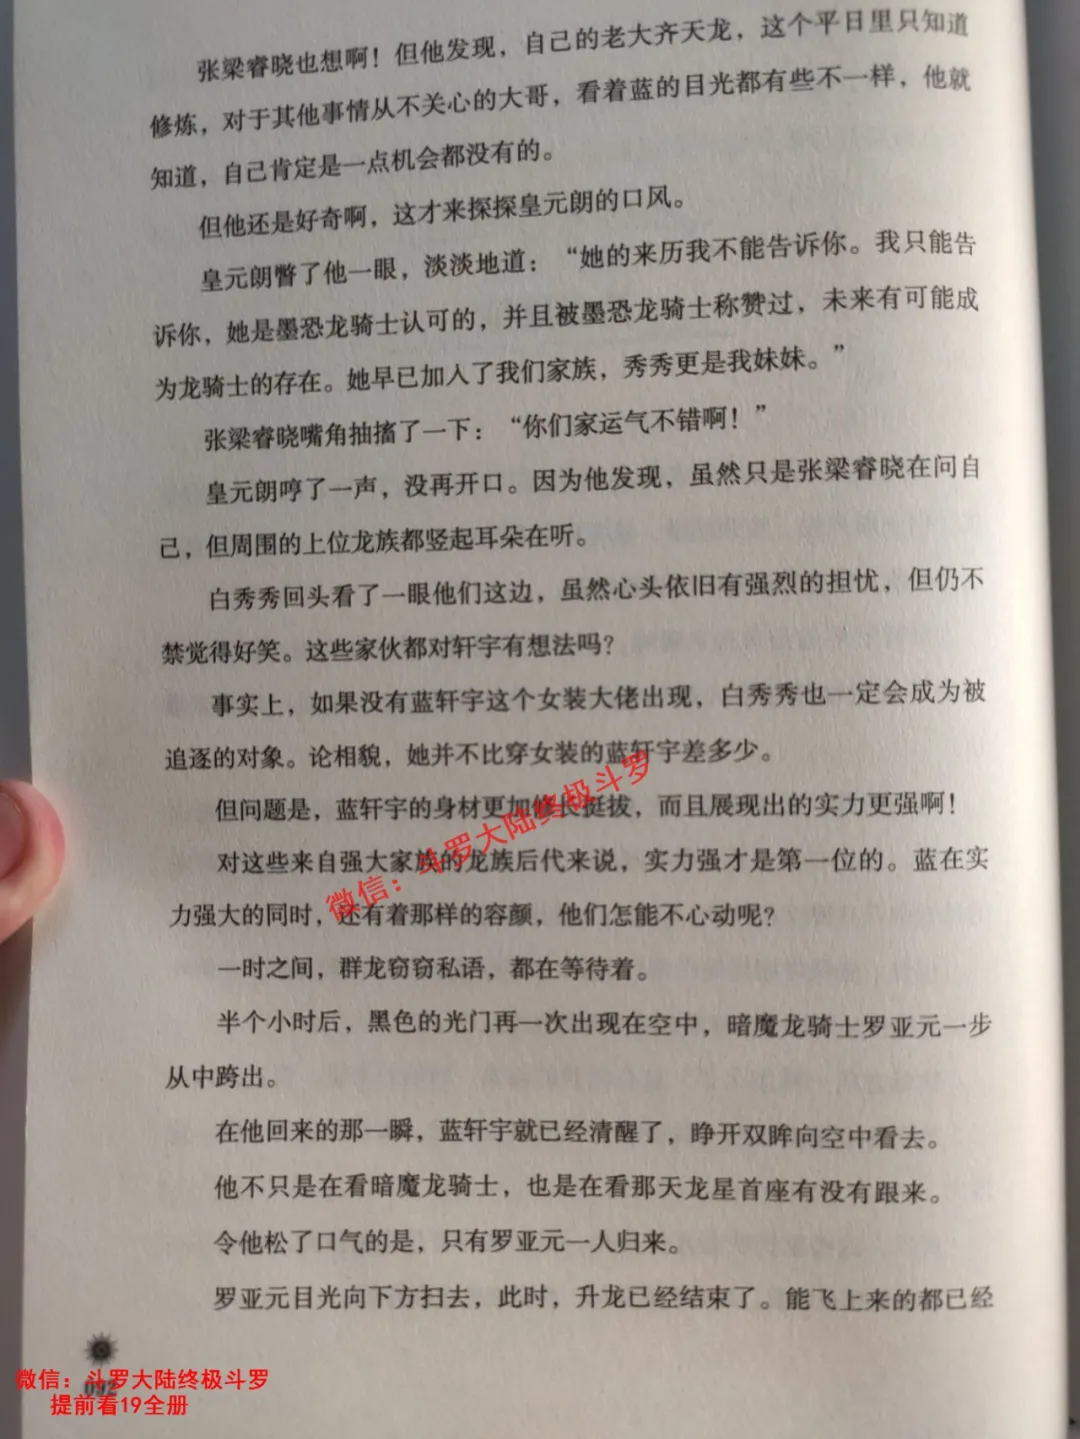 张梁睿晓也想啊！但他发现，自己的老大齐天龙，这个平日里只知道
修炼，对于其他事情从不关心的大哥，看着蓝的目光都有些不一样，他就
知道，自己肯定是一点机会都没有的。
但他还是好奇啊，这才来探探皇元朗的口风。
皇元朗瞥了他一眼，淡淡地道：“她的来历我不能告诉你。我只能告
诉你，她是墨恐龙骑士认可的，并且被墨恐龙骑士称赞过，未来有可能成
为龙骑士的存在。她早已加入了我们家族，秀秀更是我妹妹。”
张梁睿晓嘴角抽搐了一下：“你们家运气不错啊！”
皇元朗哼了一声，没再开口。因为他发现，虽然只是张梁睿晓在问自
己，但周围的上位龙族都竖起耳朵在听。
白秀秀回头看了一眼他们这边，虽然心头依旧有强烈的担忧，但仍不
禁觉得好笑。这些家伙都对轩宇有想法吗？
事实上，如果没有蓝轩宇这个女装大佬出现，白秀秀也一定会成为被
追逐的对象。论相貌，她并不比穿女装的蓝轩宇差多少。
但问题是，蓝轩宇的身材更加修长挺拔，而且展现出的实力更强啊！
对这些来自强大家族的龙族后代来说，实力强才是第一位的。蓝在实
力强大的同时，还有着那样的容颜，他们怎能不心动呢？
微信：斗罗大陆终极斗罗
一时之间，群龙窃窃私语，都在等待着。
半个小时后，黑色的光门再一次出现在空中，暗魔龙骑士罗亚元一步
从中跨出。
在他回来的那一瞬，蓝轩宇就已经清醒了，睁开双眸向空中看去。
他不只是在看暗魔龙骑士，也是在看那天龙星首座有没有跟来。
令他松了口气的是，只有罗亚元一人归来。
罗亚元目光向下方扫去，此时，升龙已经结束了。能飞上来的都已经
092
微信：斗罗大陆终极斗罗
提前看19全册